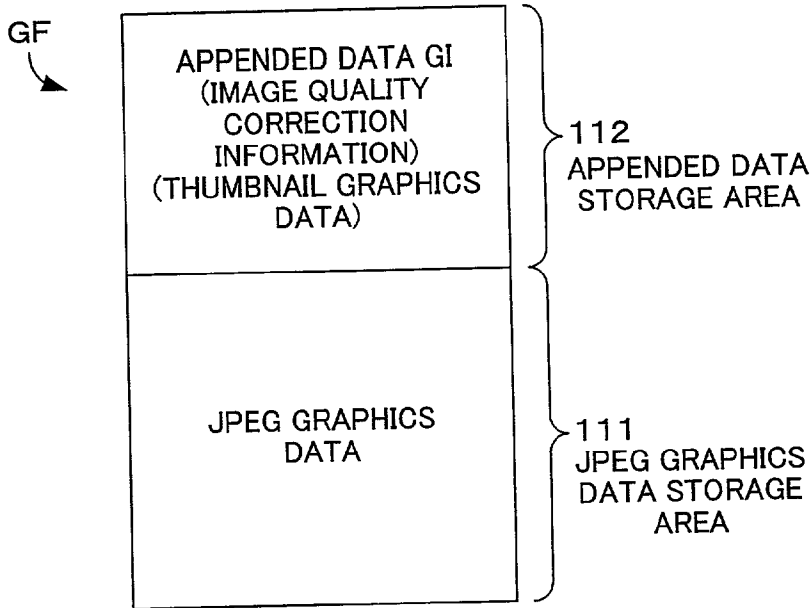 GF
APPENDED DATA GI
(IMAGE QUALITY
CORRECTION
INFORMATION)
(THUMBNAIL GRAPHICS
DATA)
112
APPENDED DATA
STORAGE AREA
JPEG GRAPHICS
DATA
111
JPEG GRAPHICS
DATA STORAGE
AREA